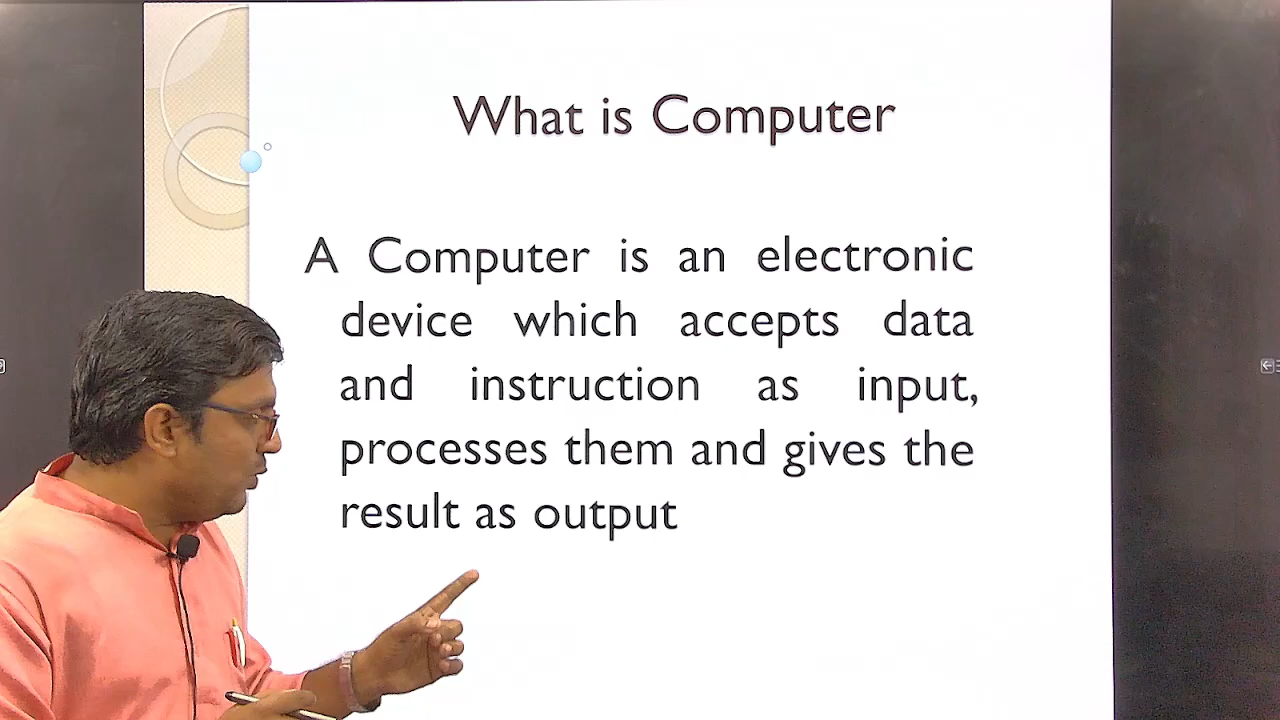 What is Computer
A Computer is an electronic
device which accepts data
and instruction as input,
processes them and gives the
result as output